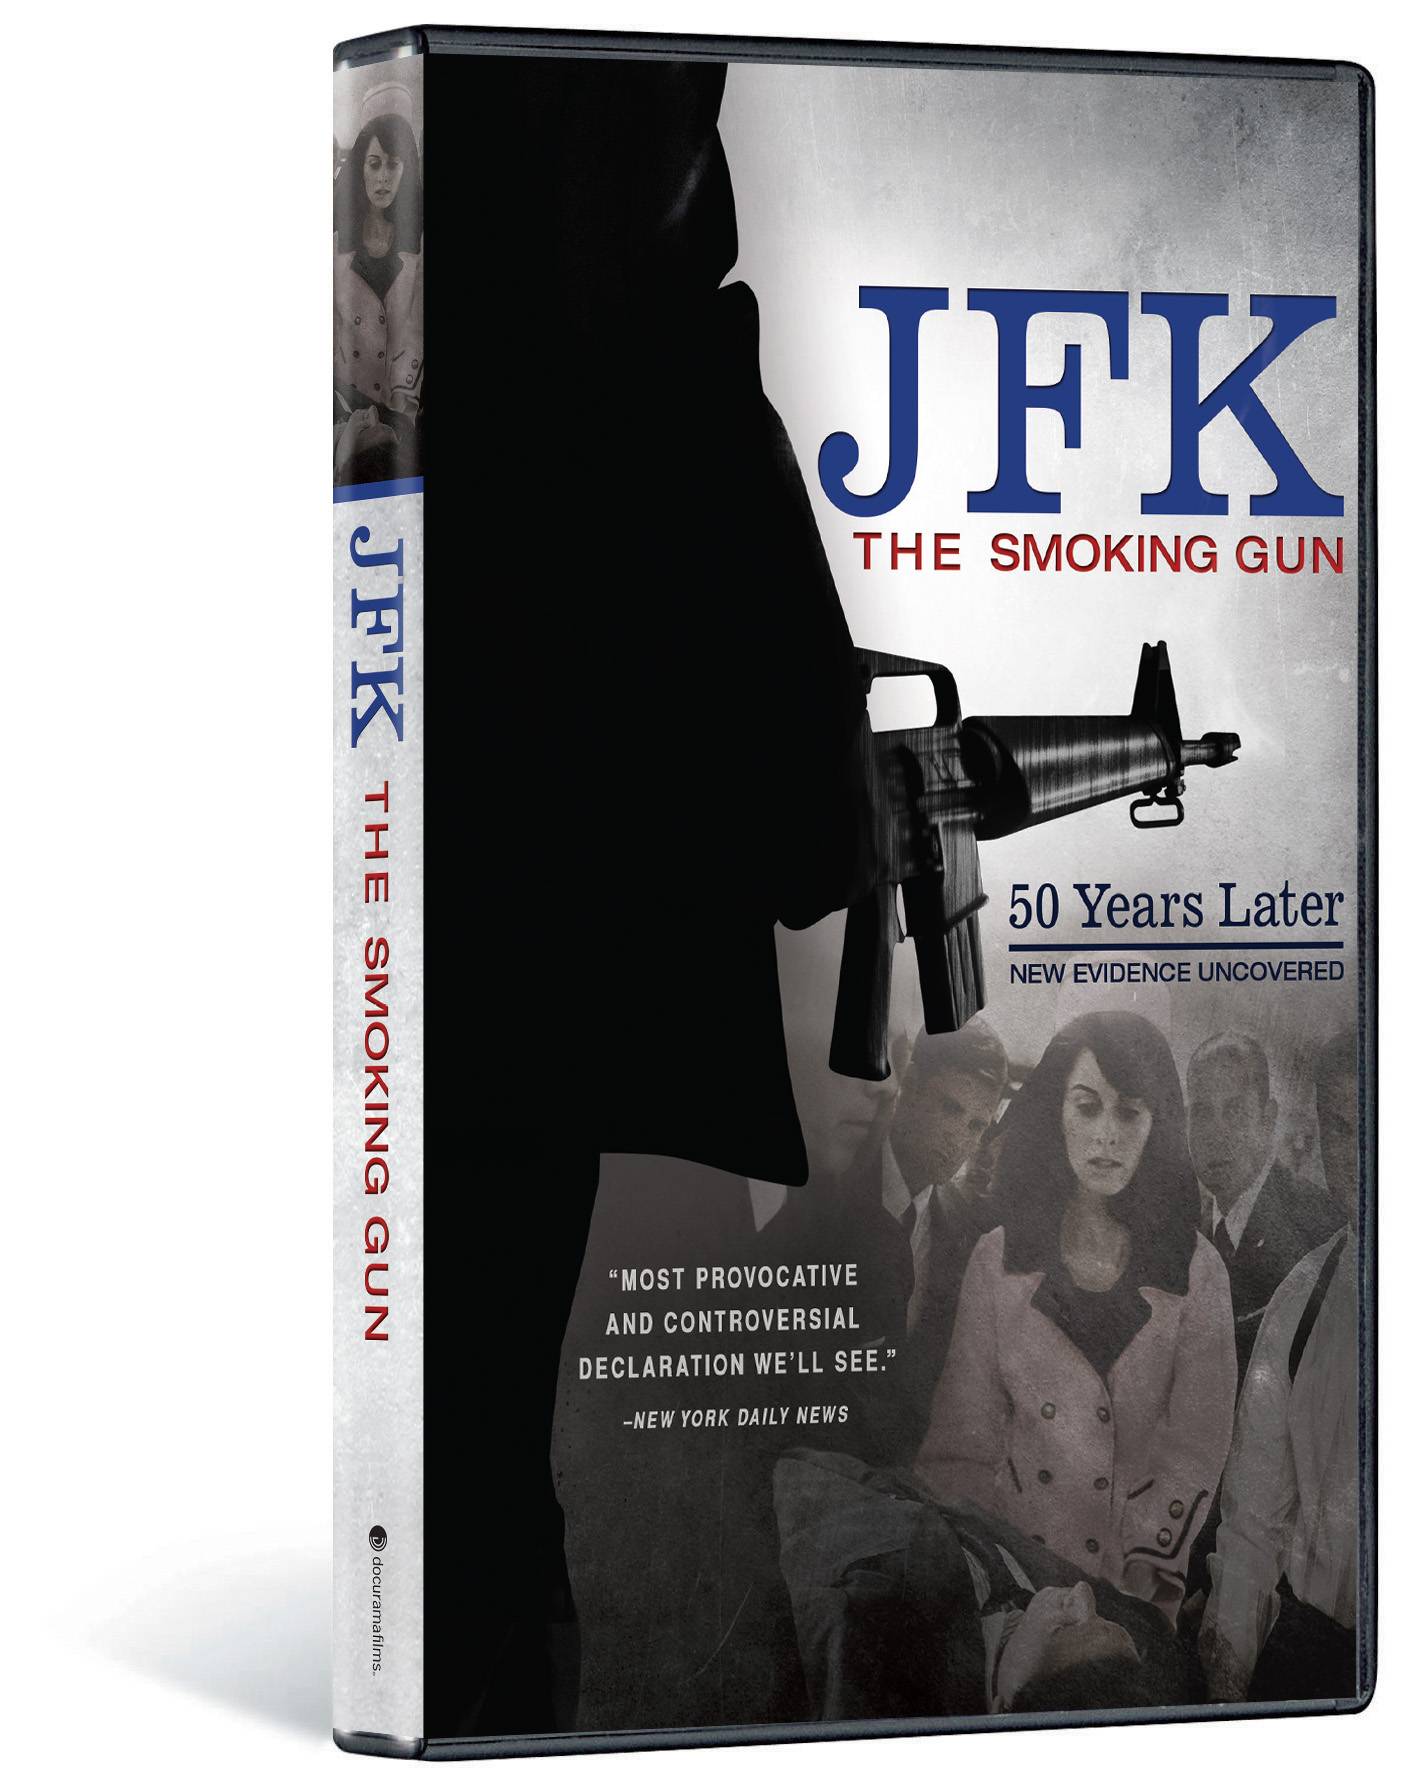 JFK
THE SMOKING GUN
50 Years Later
NEW EVIDENCE UNCOVERED
“MOST PROVOCATIVE
AND CONTROVERSIAL
DECLARATION WE’LL SEE.”
–NEW YORK DAILY NEWS
JFK THE SMOKING GUN
docuramafilms